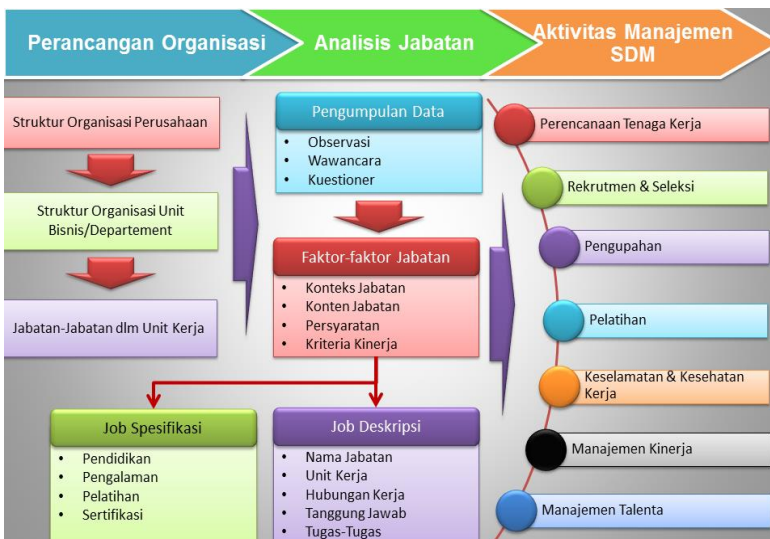 Perancangan Organisasi
Analisis Jabatan
Aktivitas Manajemen
SDM
Struktur Organisasi Perusahaan
Struktur Organisasi Unit
Bisnis/Departement
Jabatan-Jabatan dlm Unit Kerja
Pengumpulan Data
• Observasi
• Wawancara
• Kuestioner
Faktor-faktor Jabatan
• Konteks Jabatan
• Konten Jabatan
• Persyaratan
• Kriteria Kinerja
Job Spesifikasi
• Pendidikan
• Pengalaman
• Pelatihan
• Sertifikasi
Job Deskripsi
• Nama Jabatan
• Unit Kerja
• Hubungan Kerja
• Tanggung Jawab
• Tugas-Tugas
Perencanaan Tenaga Kerja
Rekrutmen & Seleksi
Pengupahan
Pelatihan
Keselamatan & Kesehatan
Kerja
Manajemen Kinerja
Manajemen Talenta